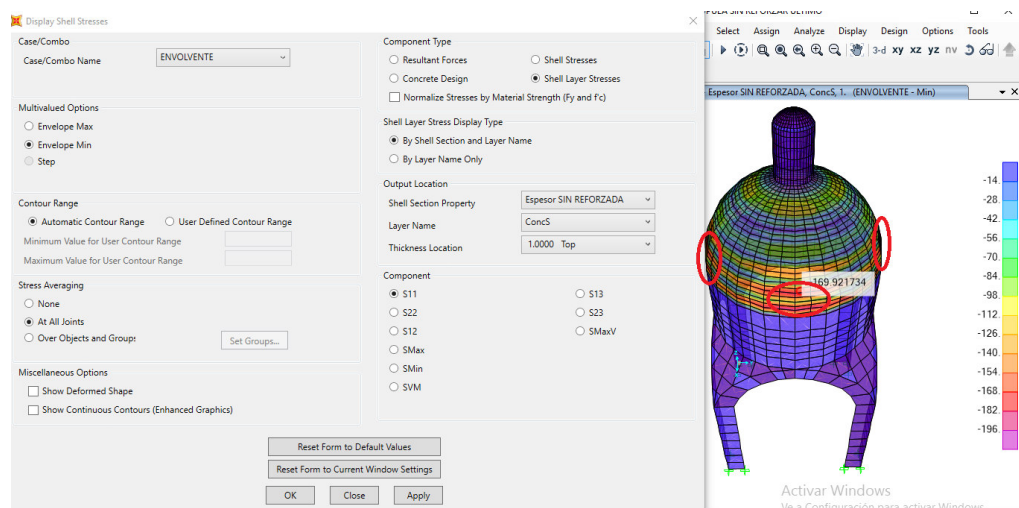 Display Shell Stresses
Case/Combo
Case/Combo Name
ENVOLVENTE
Multivalued Options
Envelope Max
Envelope Min
Step
Contour Range
Automatic Contour Range
User Defined Contour Range
Minimum Value for User Contour Range
Maximum Value for User Contour Range
Stress Averaging
None
At All Joints
Over Objects and Groups
Set Groups...
Miscellaneous Options
Show Deformed Shape
Show Continuous Contours (Enhanced Graphics)
Component Type
Resultant Forces
Shell Stresses
Concrete Design
Shell Layer Stresses
Normalize Stresses by Material Strength (Fy and f'c)
Shell Layer Stress Display Type
By Shell Section and Layer Name
By Layer Name Only
Output Location
Shell Section Property
Espesor SIN REFORZADA
Layer Name
ConcS
Thickness Location
1.0000 Top
Component
S11
S13
S22
S23
S12
SMaxV
SMax
SMin
SVM
Reset Form to Default Values
Reset Form to Current Window Settings
OK
Close
Apply
SIN REFORZAR ULTIMO
Select Assign Analyze Display Design Options Tools
3-d xy xz yz nv
Espesor SIN REFORZADA, ConcS, 1. (ENVOLVENTE - Min)
-169.921734
-14.
-28.
-42.
-56.
-70.
-84.
-98.
-112.
-126.
-140.
-154.
-168.
-182.
-196.
Activar Windows
Ve a Configuración para activar Windows